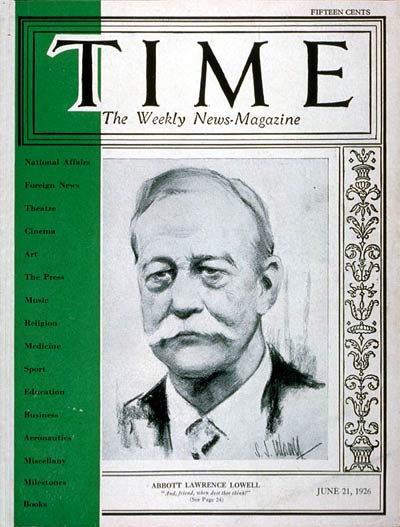 FIFTEEN CENTS
TIME
The Weekly News-Magazine
National Affairs
Foreign News
Theatre
Cinema
Art
The Press
Music
Religion
Medicine
Sport
Education
Business
Aeronautics
Miscellany
Milestones
Books
ABBOTT LAWRENCE LOWELL
"And, friend, when dost thee think?"
(See Page 24)
JUNE 21, 1926